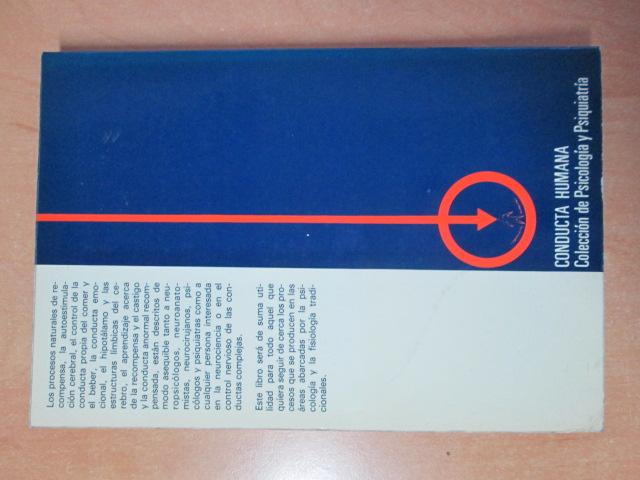 CONDUCTA HUMANA
Colección de Psicología y Psiquiatría
Los procesos naturales de re-
compensa, la autoestimula-
ción cerebral, el control de la
conducta propia del comer y
el beber, la conducta emo-
cional, el hipotálamo y las
estructuras límbicas del ce-
rebro, el aprendizaje acerca
de la recompensa y el castigo
y la conducta anormal recom-
pensada, están descritos de
modo asequible tanto a neu-
ropsicólogos, neuroanato-
mistas, neurocirujanos, psi-
cólogos y psiquiatras como a
cualquier persona interesada
en la neurociencia o en el
control nervioso de las con-
ductas complejas.
Este libro será de suma uti-
lidad para todo aquel que
quiera seguir de cerca los pro-
cesos que se producen en las
áreas abarcadas por la psi-
cología y la fisiología tradi-
cionales.